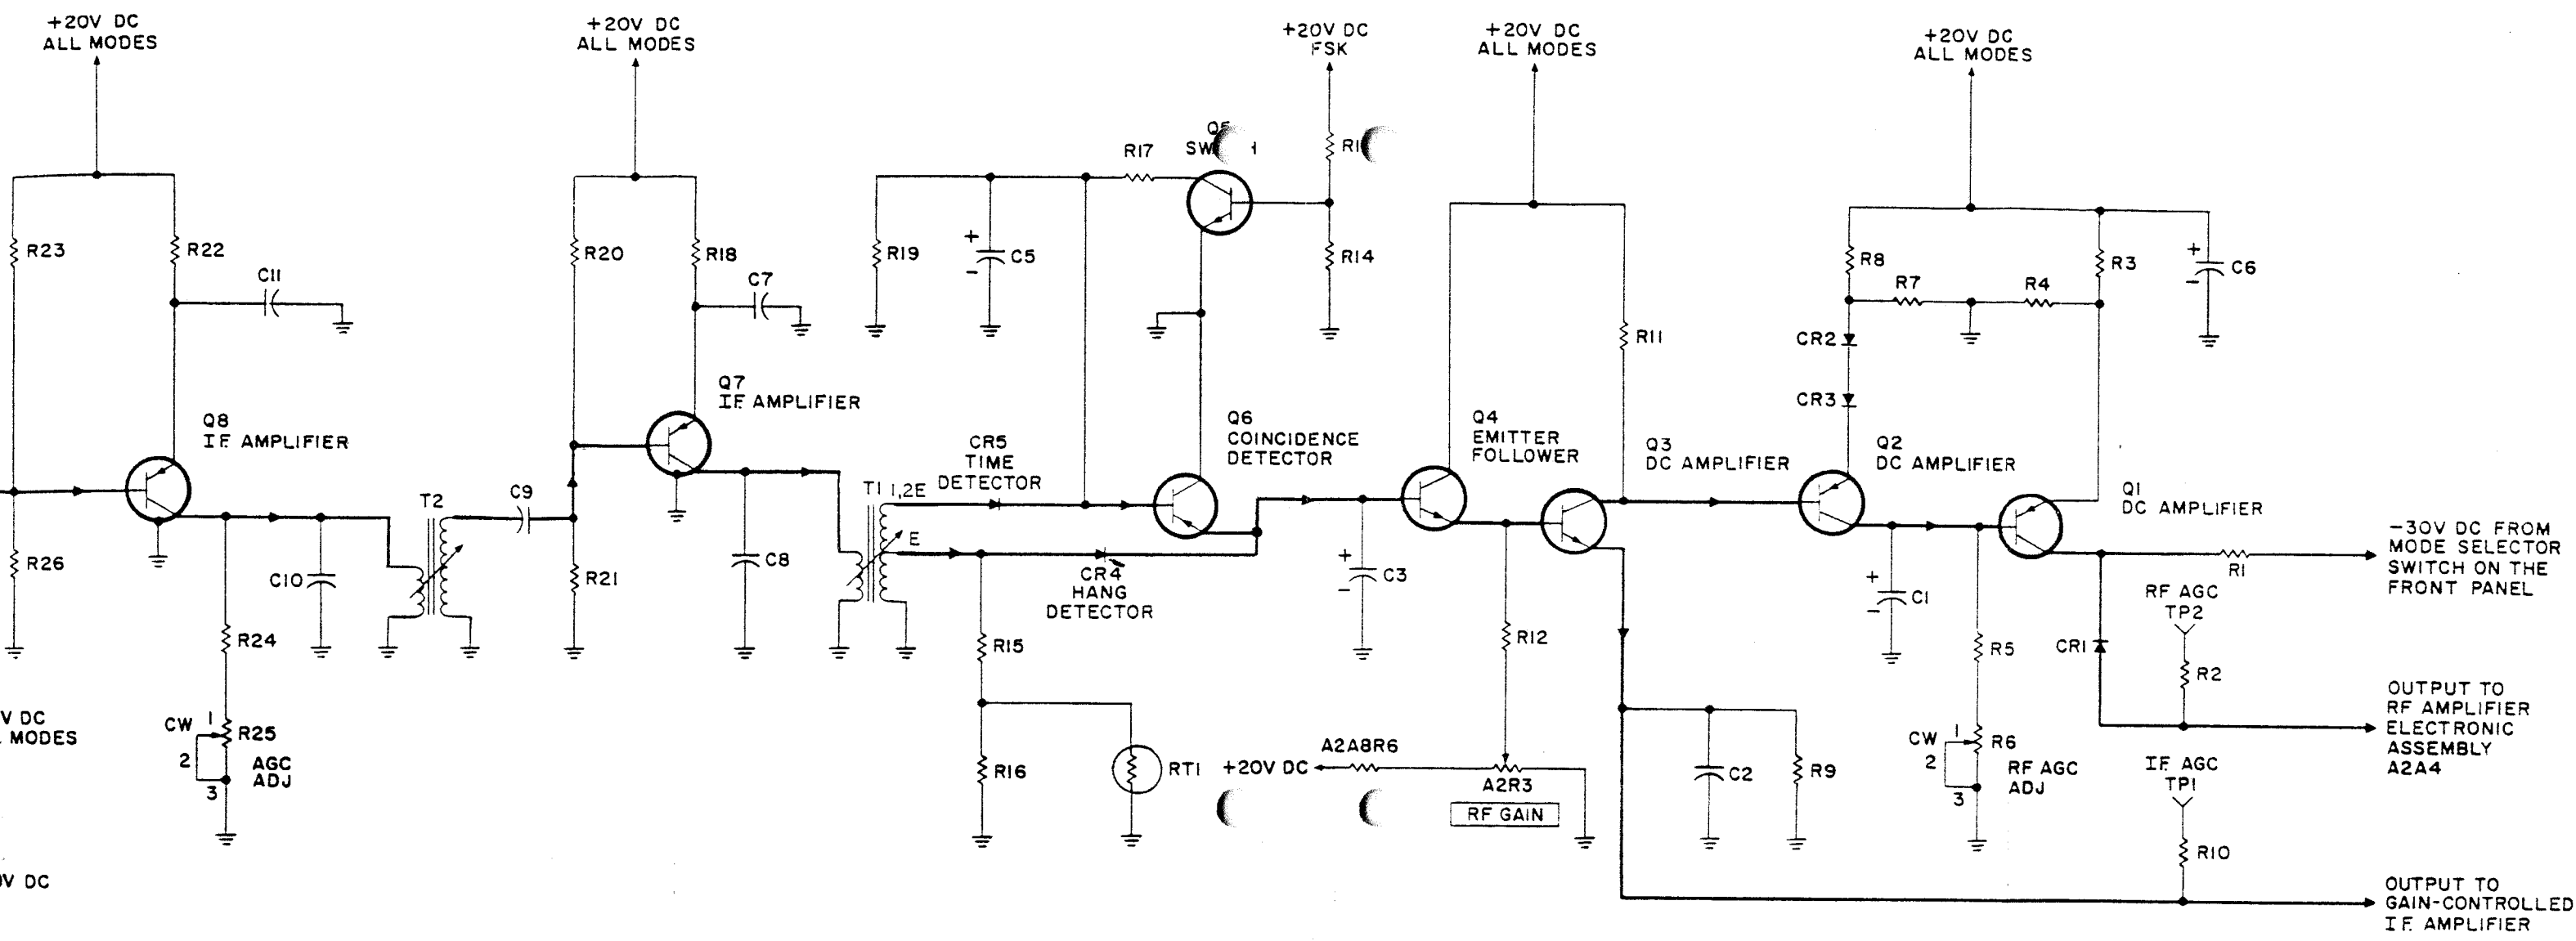 +20V DC
ALL MODES
+20V DC
ALL MODES
+20V DC
FSK
+20V DC
ALL MODES
+20V DC
ALL MODES
R23
R22
C11
R26
Q8
I.F. AMPLIFIER
C10
R24
CW
1
2
3
R25
AGC
ADJ
V DC
MODES
V DC
T2
C9
R20
R18
C7
R21
Q7
I.F. AMPLIFIER
C8
T1
1,2E
E
R19
C5
+
-
R17
Q5
R14
CR5
TIME
DETECTOR
CR4
HANG
DETECTOR
Q6
COINCIDENCE
DETECTOR
R15
R16
RT1
C3
+
-
Q4
EMITTER
FOLLOWER
R11
Q3
DC AMPLIFIER
R12
+20V DC
A2A8R6
A2R3
RF GAIN
C2
R9
R8
R7
R4
R3
C6
+
-
CR2
CR3
Q2
DC AMPLIFIER
C1
+
-
R5
CW
1
2
3
R6
RF AGC
ADJ
Q1
DC AMPLIFIER
R1
-30V DC FROM
MODE SELECTOR
SWITCH ON THE
FRONT PANEL
RF AGC
TP2
CR1
R2
OUTPUT TO
RF AMPLIFIER
ELECTRONIC
ASSEMBLY
A2A4
I.F. AGC
TP1
R10
OUTPUT TO
GAIN-CONTROLLED
I.F. AMPLIFIER